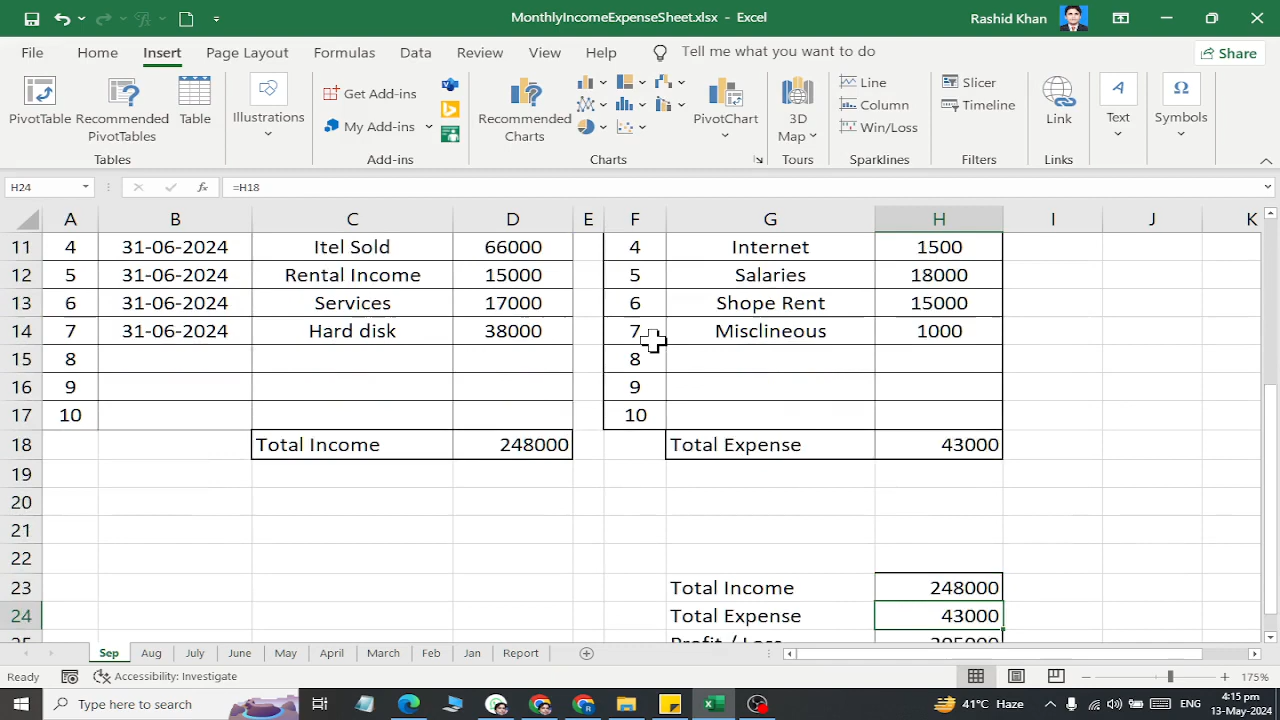 MonthlyIncomeExpenseSheet.xlsx - Excel
Rashid Khan
File Home Insert Page Layout Formulas Data Review View Help Tell me what you want to do Share
PivotTable
Recommended PivotTables
Table
Tables
Illustrations
Get Add-ins
My Add-ins
Add-ins
Recommended Charts
PivotChart
Charts
3D Map
Tours
Line
Column
Win/Loss
Sparklines
Slicer
Timeline
Filters
Link
Links
Text
Symbols
H24 fx =H18
A B C D E F G H I J K
11 4 31-06-2024 Itel Sold 66000 4 Internet 1500
12 5 31-06-2024 Rental Income 15000 5 Salaries 18000
13 6 31-06-2024 Services 17000 6 Shope Rent 15000
14 7 31-06-2024 Hard disk 38000 7 Misclineous 1000
15 8 8
16 9 9
17 10 10
18 Total Income 248000 Total Expense 43000
19
20
21
22
23 Total Income 248000
24 Total Expense 43000
25 Profit / Loss 205000
Sep Aug July June May April March Feb Jan Report
Ready Accessibility: Investigate 175%
Type here to search
41°C Haze
ENG
4:15 pm
13-May-2024